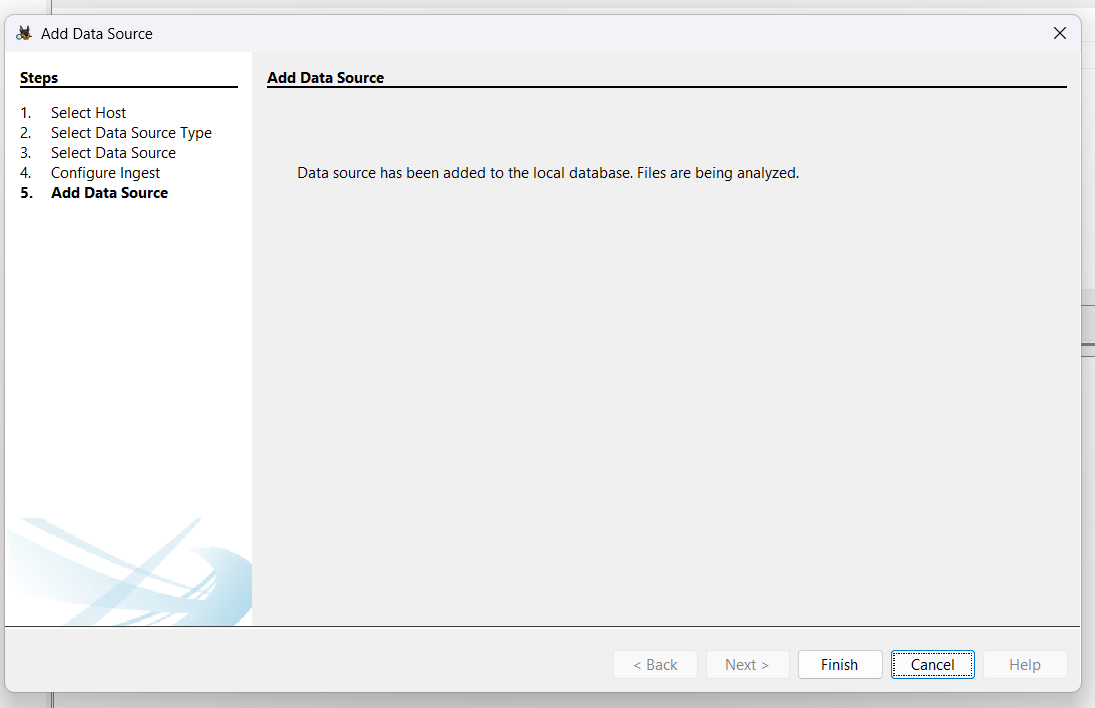 Add Data Source
Steps
1. Select Host
2. Select Data Source Type
3. Select Data Source
4. Configure Ingest
5. Add Data Source
Add Data Source
Data source has been added to the local database. Files are being analyzed.
< Back Next > Finish Cancel Help